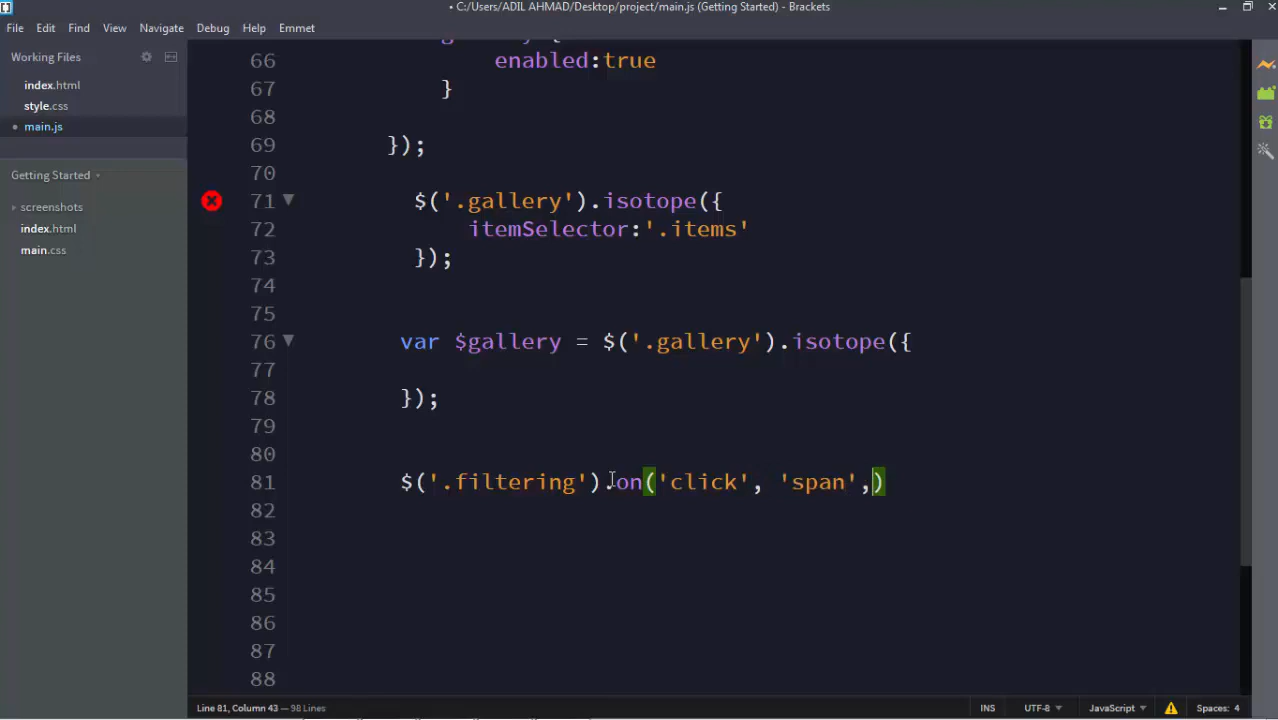 • C:/Users/ADIL AHMAD/Desktop/project/main.js (Getting Started) - Brackets
File Edit Find View Navigate Debug Help Emmet
Working Files
index.html
style.css
• main.js
Getting Started
screenshots
index.html
main.css
66 enabled:true
67 }
68
69 });
70
71 $('.gallery').isotope({
72 itemSelector:'.items'
73 });
74
75
76 var $gallery = $('.gallery').isotope({
77
78 });
79
80
81 $('.filtering').on('click', 'span',)
82
83
84
85
86
87
88
Line 81, Column 43 — 98 Lines
INS UTF-8 JavaScript Spaces: 4